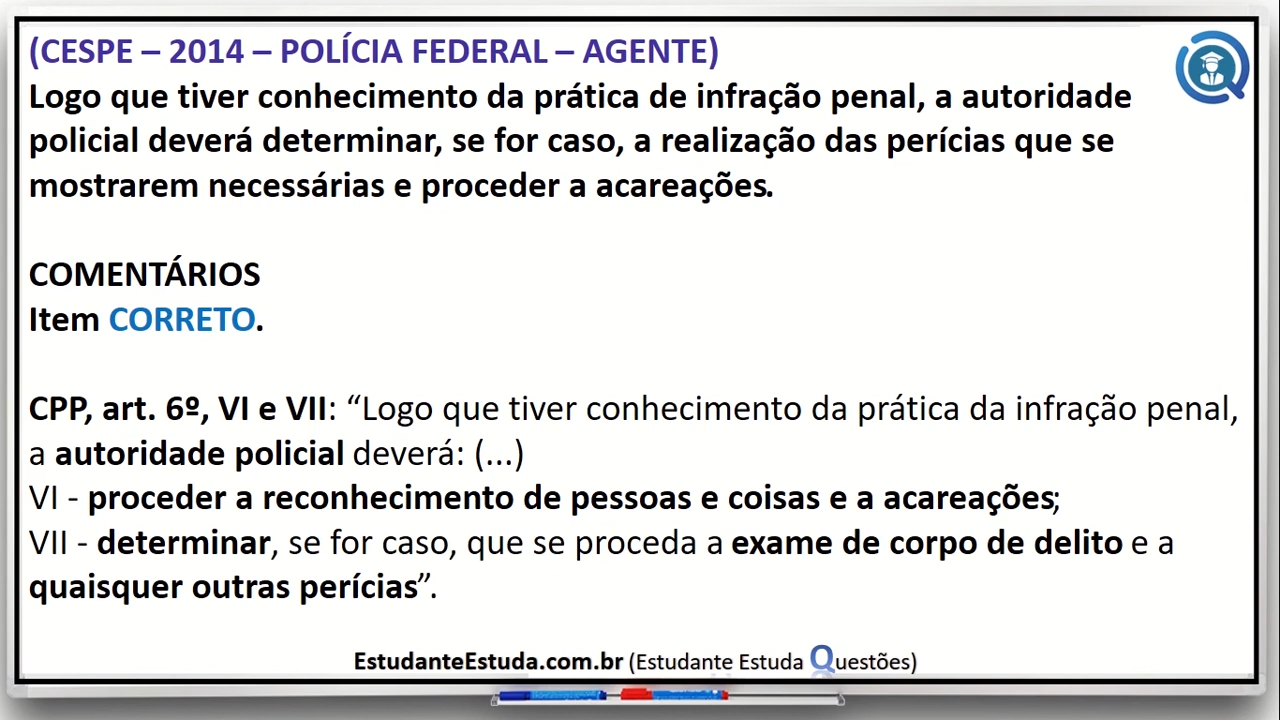 (CESPE – 2014 – POLÍCIA FEDERAL – AGENTE)
Logo que tiver conhecimento da prática de infração penal, a autoridade
policial deverá determinar, se for caso, a realização das perícias que se
mostrarem necessárias e proceder a acareações.
COMENTÁRIOS
Item CORRETO.
CPP, art. 6º, VI e VII: “Logo que tiver conhecimento da prática da infração penal,
a autoridade policial deverá: (...)
VI - proceder a reconhecimento de pessoas e coisas e a acareações;
VII - determinar, se for caso, que se proceda a exame de corpo de delito e a
quaisquer outras perícias”.
EstudanteEstuda.com.br (Estudante Estuda Questões)